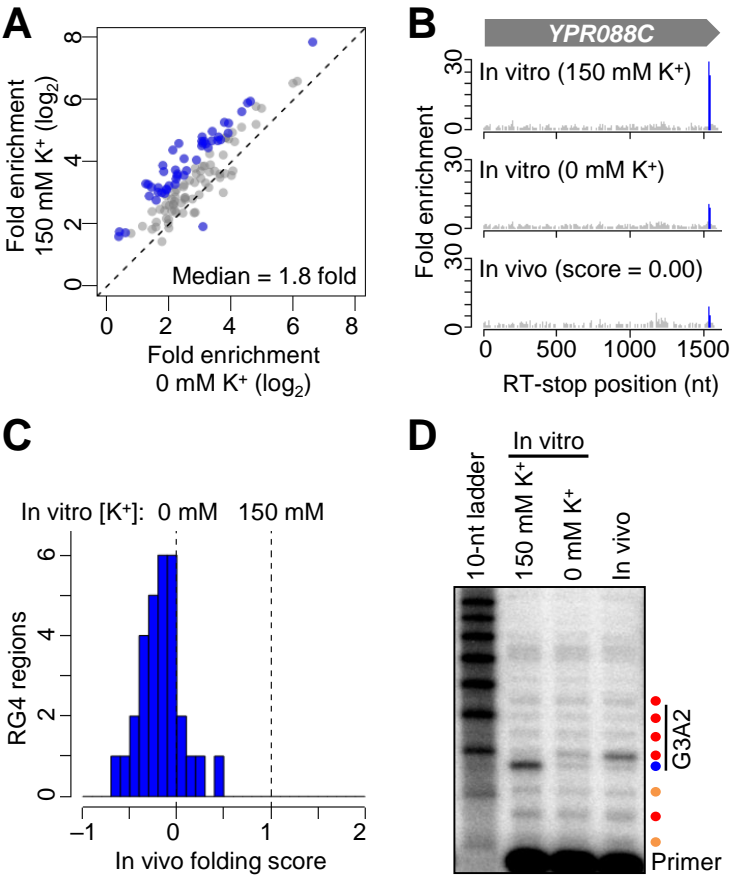 A
8
6
4
2
0
Fold enrichment
150 mM K⁺ (log₂)
Median = 1.8 fold
0 2 4 6 8
Fold enrichment
0 mM K⁺ (log₂)
B
YPR088C
Fold enrichment
30
0
In vitro (150 mM K⁺)
30
0
In vitro (0 mM K⁺)
30
0
In vivo (score = 0.00)
0 500 1000 1500
RT-stop position (nt)
C
In vitro [K⁺]: 0 mM 150 mM
6
4
2
0
RG4 regions
–1 0 1 2
In vivo folding score
D
In vitro
10-nt ladder
150 mM K⁺
0 mM K⁺
In vivo
G3A2
Primer